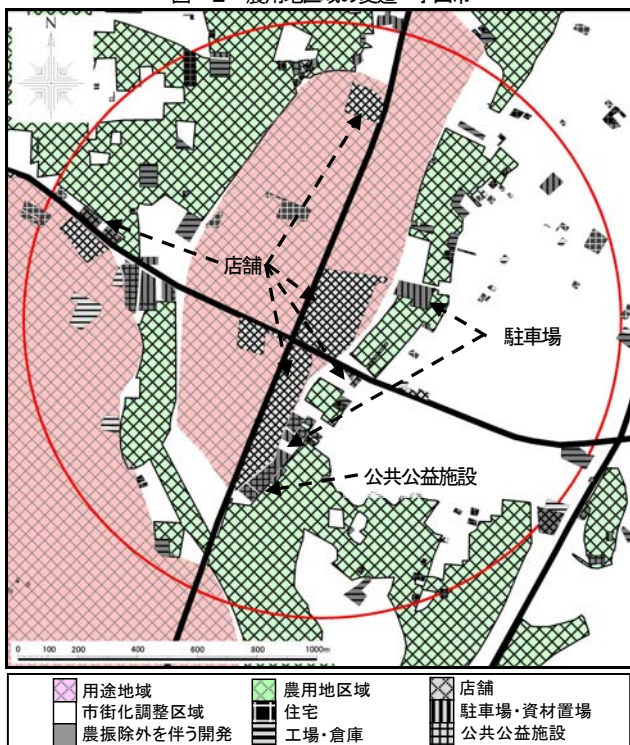 N
店舗
駐車場
公共公益施設
0 200 400 600 800 1000m
用途地域 農用地区域 店舗
市街化調整区域 住宅 駐車場・資材置場
農振除外を伴う開発 工場・倉庫 公共公益施設